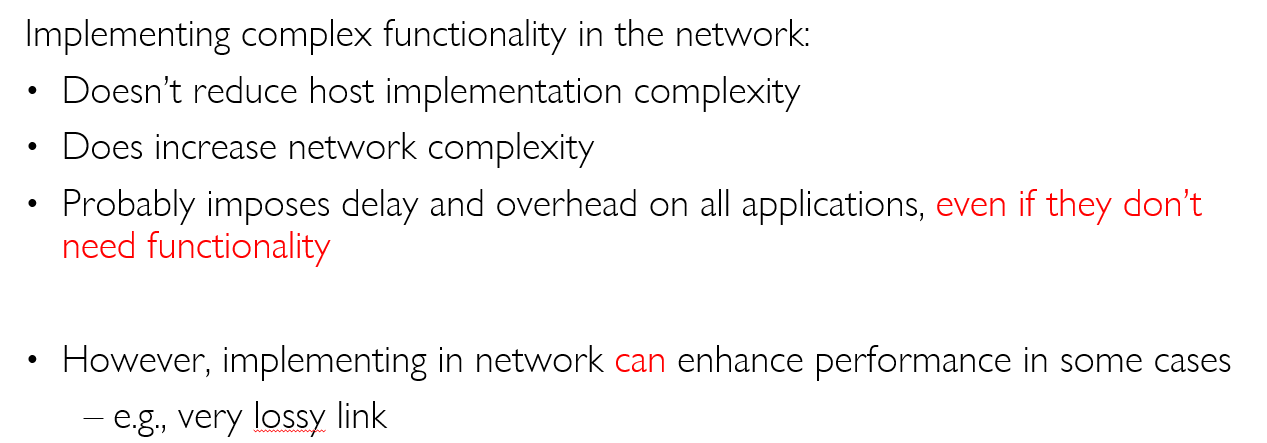 Implementing complex functionality in the network:
• Doesn’t reduce host implementation complexity
• Does increase network complexity
• Probably imposes delay and overhead on all applications, even if they don’t
need functionality
• However, implementing in network can enhance performance in some cases
– e.g., very lossy link